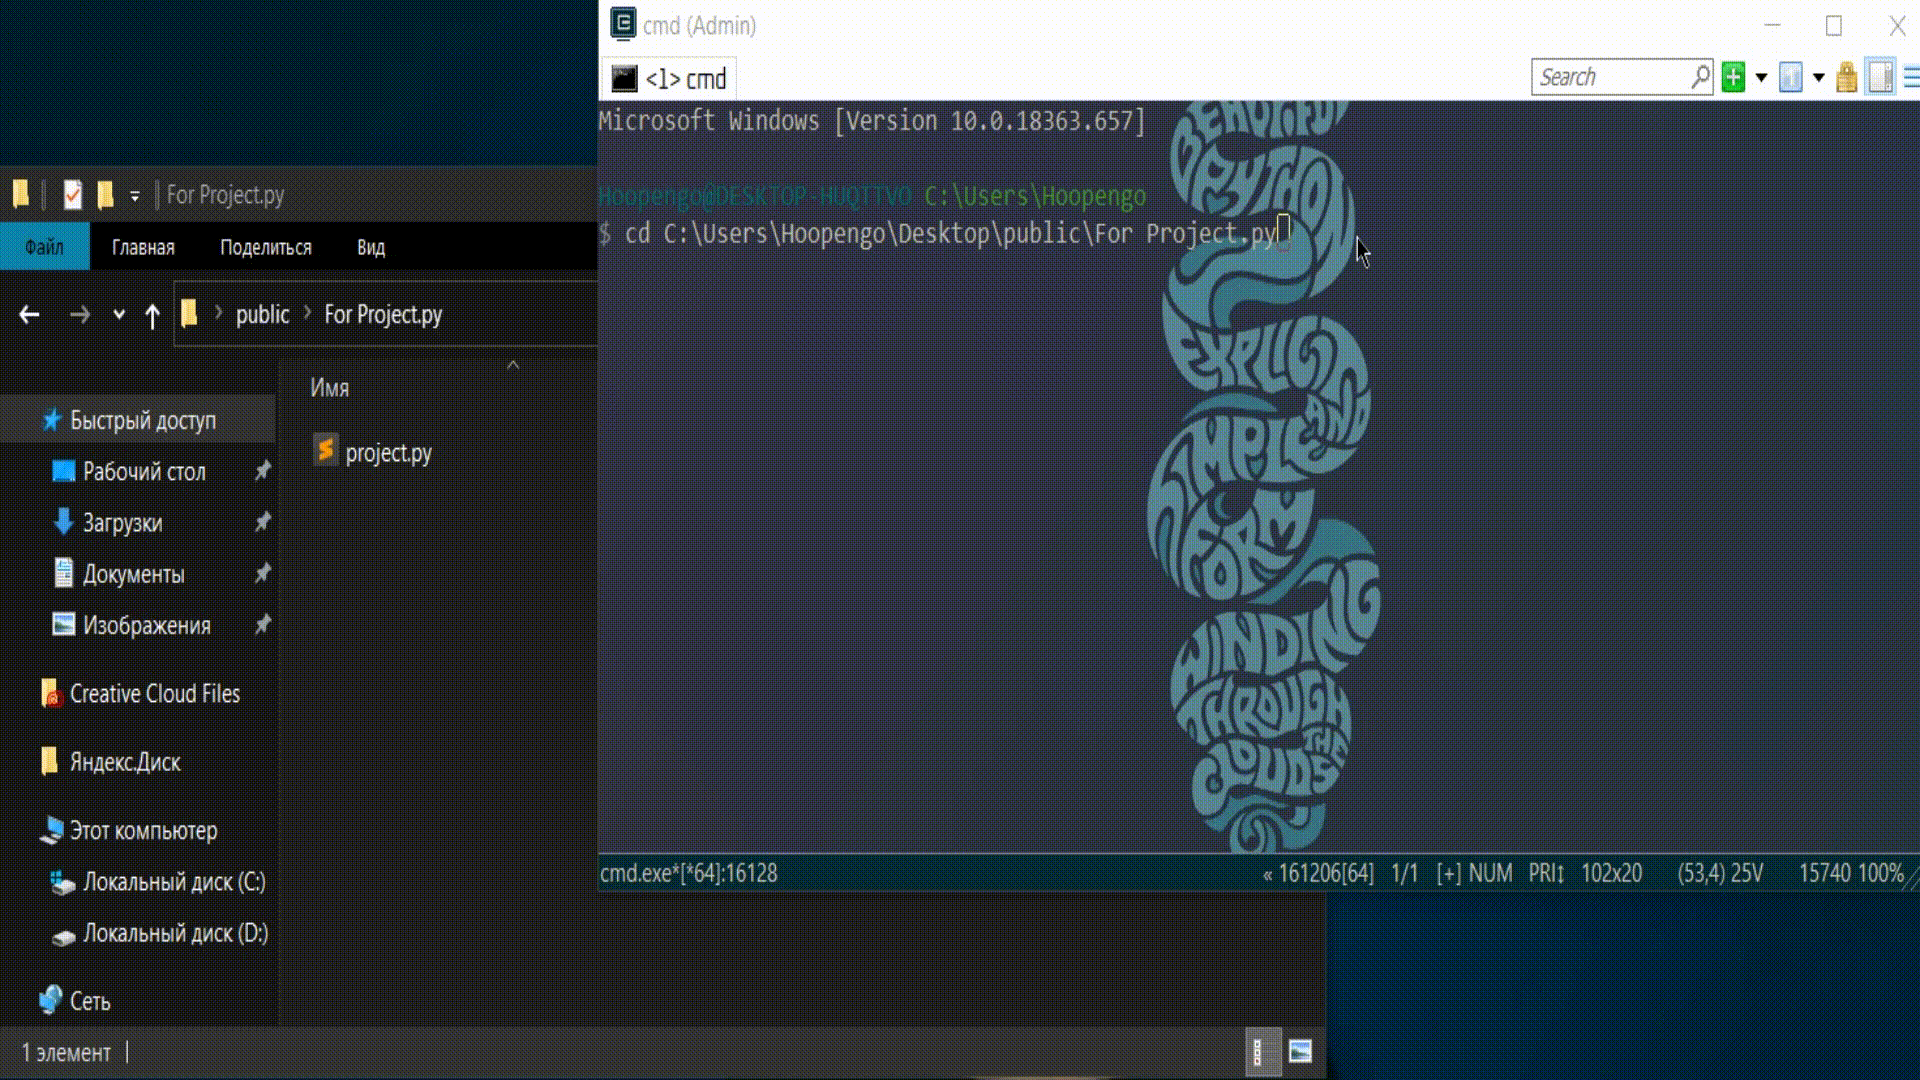 cmd (Admin)
<1> cmd
Search
Microsoft Windows [Version 10.0.18363.657]
Hoopengo@DESKTOP-HUQTTVO C:\Users\Hoopengo
$ cd C:\Users\Hoopengo\Desktop\public\For Project.py
BEAUTIFUL
PYTHON
EXPLICIT
AND
SIMPLE
FORM
WINDING
THROUGH
THE
CLOUDS
cmd.exe*[*64]:16128
« 161206[64] 1/1 [+] NUM PRI↕ 102x20 (53,4) 25V 15740 100%
For Project.py
Файл Главная Поделиться Вид
public > For Project.py
Имя
project.py
Быстрый доступ
Рабочий стол
Загрузки
Документы
Изображения
Creative Cloud Files
Яндекс.Диск
Этот компьютер
Локальный диск (C:)
Локальный диск (D:)
Сеть
1 элемент